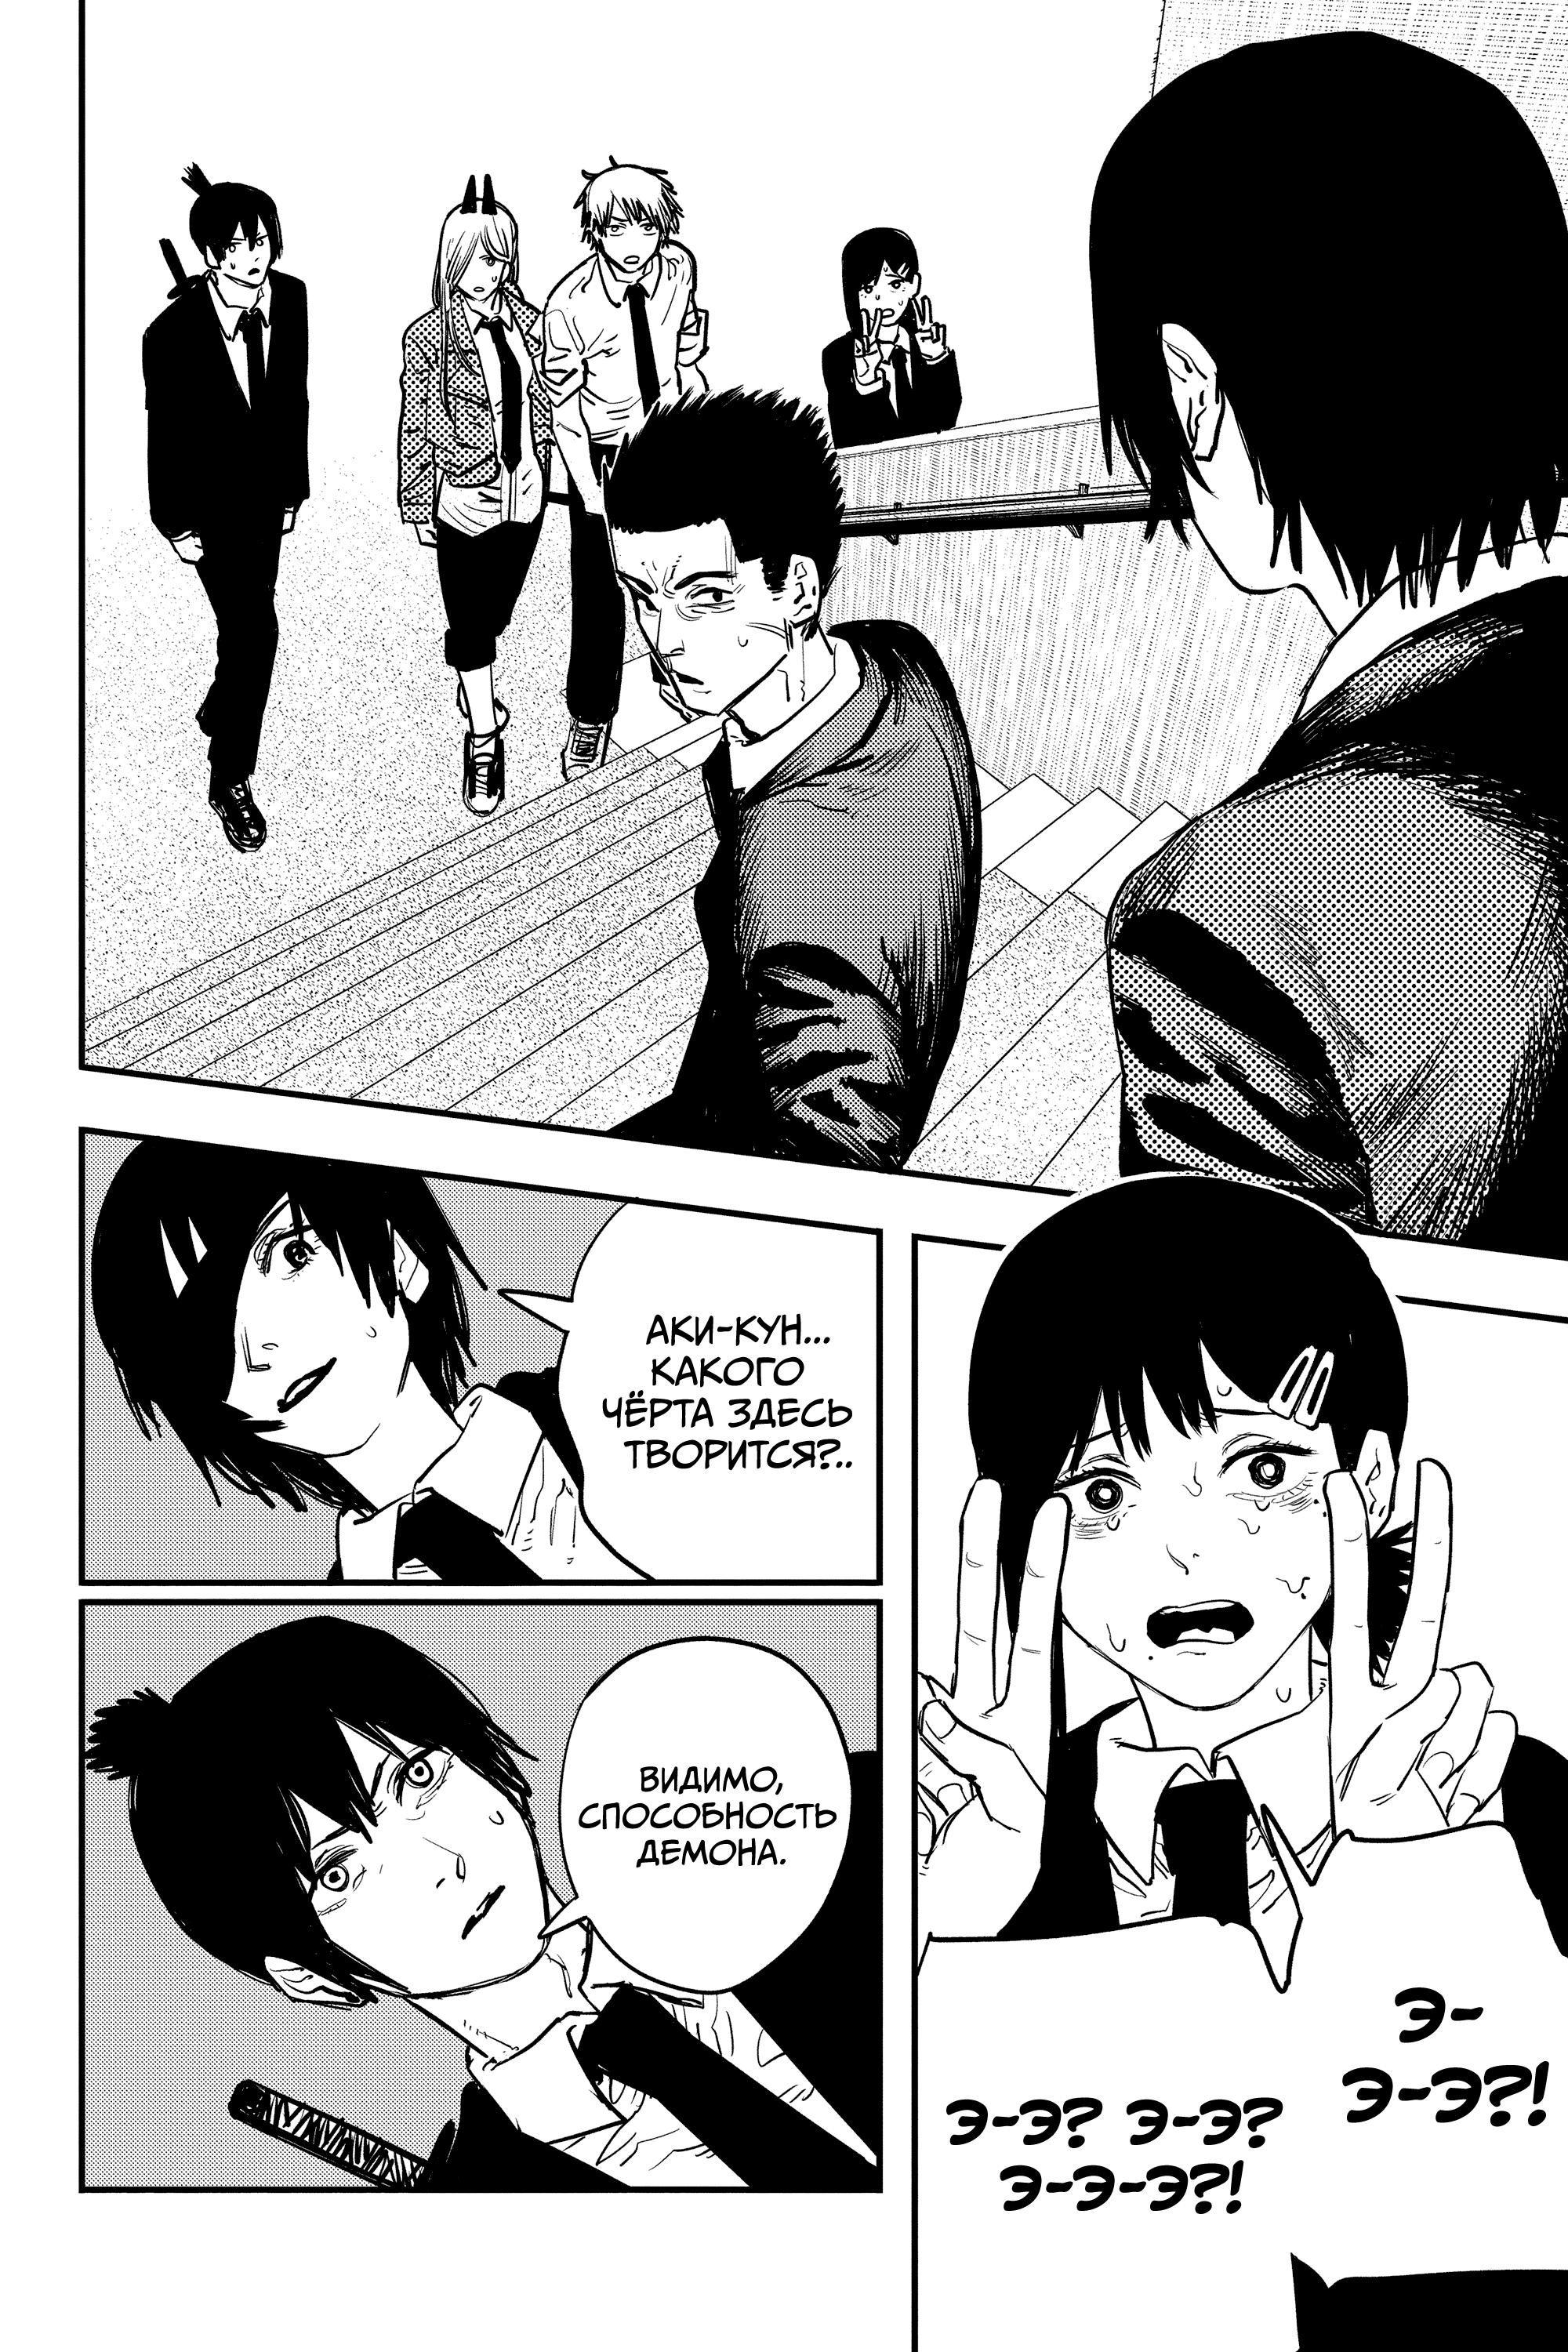 Э-
Э-Э?!
Э-Э? Э-Э?
Э-Э-Э?!
АКИ-КУН...
КАКОГО
ЧЁРТА ЗДЕСЬ
ТВОРИТСЯ?..
ВИДИМО,
СПОСОБНОСТЬ
ДЕМОНА.